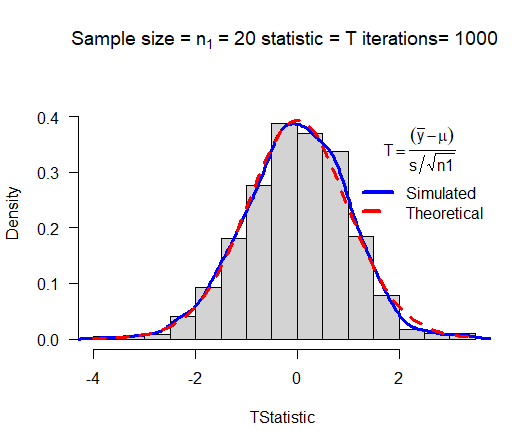 Sample size = n₁ = 20 statistic = T iterations= 1000
0.4
0.3
0.2
0.1
0.0
Density
T = (y̅ − μ)
s/√n1
Simulated
Theoretical
-4
-2
0
2
TStatistic